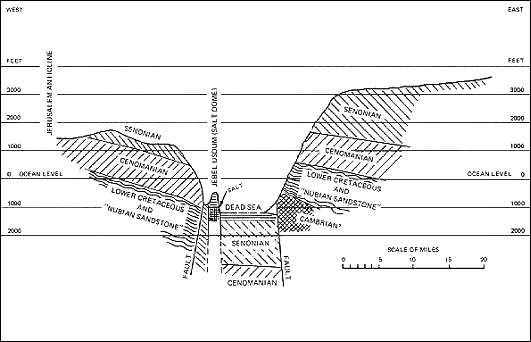 WEST
EAST
FEET
FEET
JERUSALEM ANTICLINE
JEBEL USDUM (SALT DOME)
3000
3000
2000
2000
1000
1000
0 OCEAN LEVEL
OCEAN LEVEL 0
1000
1000
2000
2000
SENONIAN
CENOMANIAN
LOWER CRETACEOUS
AND
"NUBIAN SANDSTONE"
SALT
DEAD SEA
SENONIAN
CENOMANIAN
FAULT
FAULT
SENONIAN
CENOMANIAN
LOWER CRETACEOUS
AND
"NUBIAN SANDSTONE"
CAMBRIAN?
SCALE OF MILES
0 5 10 15 20